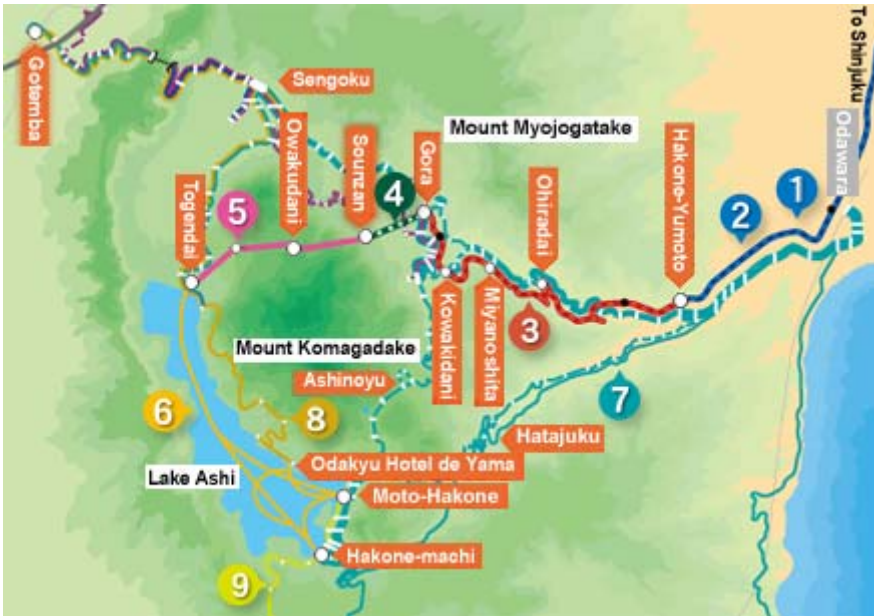 To Shinjuku
Gotemba
Sengoku
Mount Myojogatake
Odawara
Owakudani
Sounzan
Gora
Hakone-Yumoto
Ohiradai
4
1
2
5
Togendai
Kowakidani
Miyanoshita
3
Mount Komagadake
Ashinoyu
7
6
8
Hatajuku
Odakyu Hotel de Yama
Lake Ashi
Moto-Hakone
Hakone-machi
9